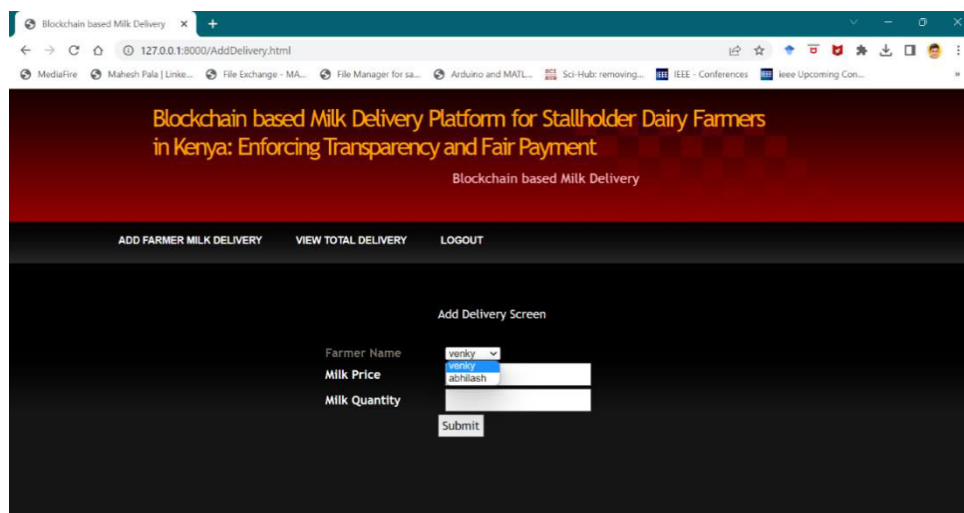 Blockchain based Milk Delivery
127.0.0.1:8000/AddDelivery.html
MediaFire Mahesh Pala | Linke... File Exchange - MA... File Manager for sa... Arduino and MATL... Sci-Hub: removing... IEEE - Conferences ieee Upcoming Con...
Blockchain based Milk Delivery Platform for Stallholder Dairy Farmers
in Kenya: Enforcing Transparency and Fair Payment
Blockchain based Milk Delivery
ADD FARMER MILK DELIVERY VIEW TOTAL DELIVERY LOGOUT
Add Delivery Screen
Farmer Name venky
venky
Milk Price abhilash
Milk Quantity
Submit